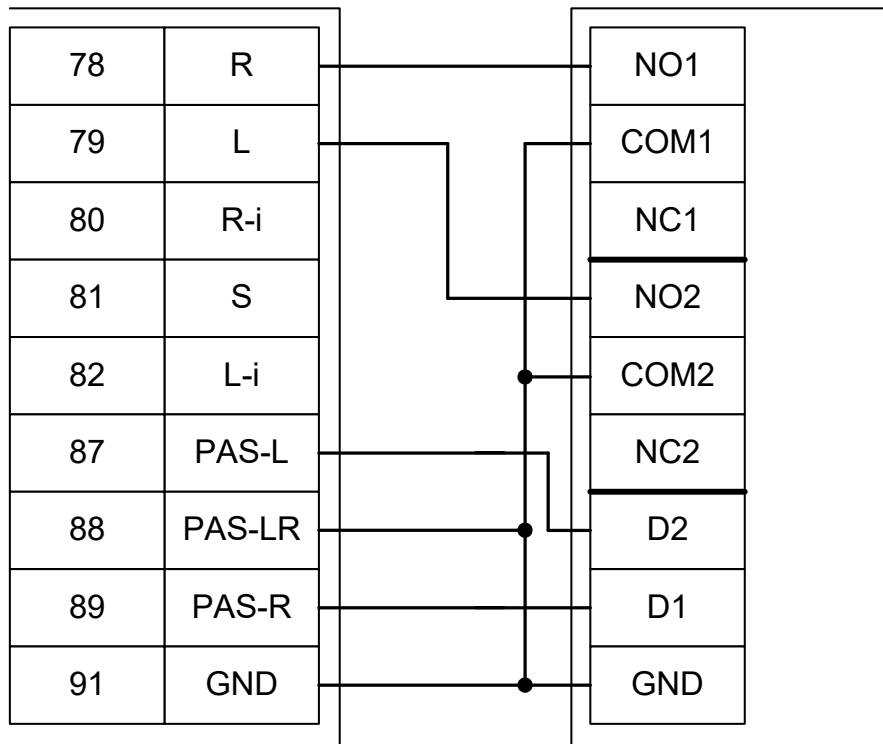 78 R NO1
79 L COM1
80 R-i NC1
81 S NO2
82 L-i COM2
87 PAS-L NC2
88 PAS-LR D2
89 PAS-R D1
91 GND GND